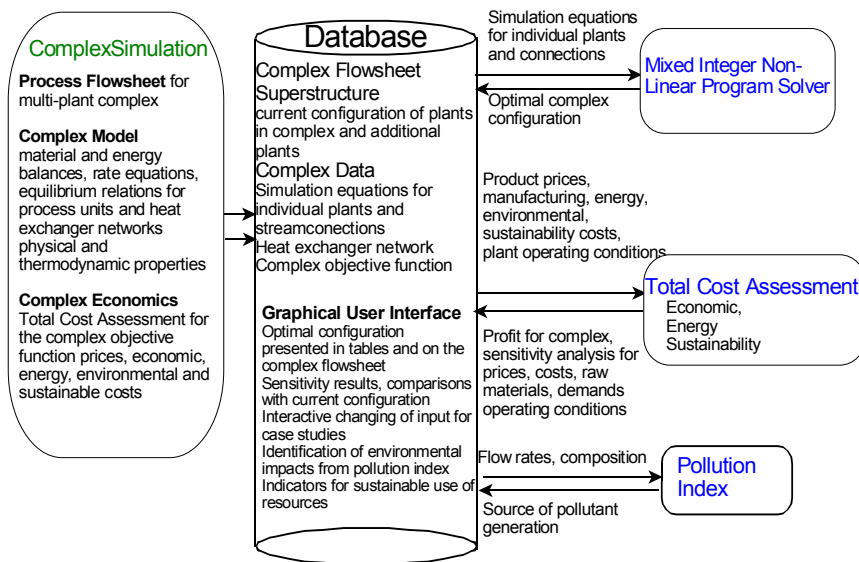 ComplexSimulation
Process Flowsheet for
multi-plant complex
Complex Model
material and energy
balances, rate equations,
equilibrium relations for
process units and heat
exchanger networks
physical and
thermodynamic properties
Complex Economics
Total Cost Assessment for
the complex objective
function prices, economic,
energy, environmental and
sustainable costs
Database
Complex Flowsheet
Superstructure
current configuration of plants
in complex and additional
plants
Complex Data
Simulation equations for
individual plants and
streamconections
Heat exchanger network
Complex objective function
Graphical User Interface
Optimal configuration
presented in tables and on the
complex flowsheet
Sensitivity results, comparisons
with current configuration
Interactive changing of input for
case studies
Identification of environmental
impacts from pollution index
Indicators for sustainable use of
resources
Simulation equations
for individual plants
and connections
Optimal complex
configuration
Mixed Integer Non-
Linear Program Solver
Product prices,
manufacturing, energy,
environmental,
sustainability costs,
plant operating conditions
Total Cost Assessment
Economic,
Energy
Sustainability
Profit for complex,
sensitivity analysis for
prices, costs, raw
materials, demands
operating conditions
Flow rates, composition
Source of pollutant
generation
Pollution
Index